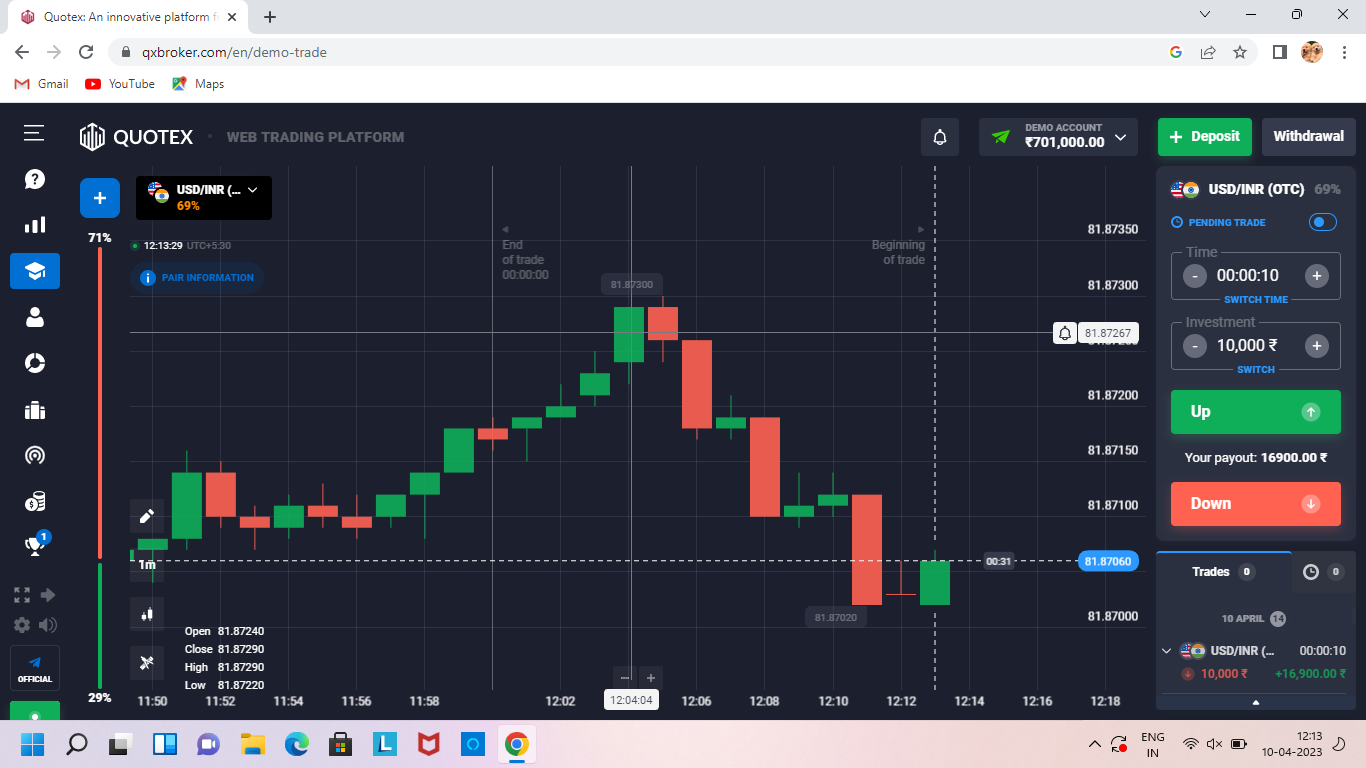 Quotex: An innovative platform f
qxbroker.com/en/demo-trade
Gmail
YouTube
Maps
QUOTEX
WEB TRADING PLATFORM
DEMO ACCOUNT
₹701,000.00
Deposit
Withdrawal
USD/INR (...
69%
71%
12:13:29 UTC+5:30
PAIR INFORMATION
End
of trade
00:00:00
Beginning
of trade
81.87300
81.87020
81.87350
81.87300
81.87267
81.87200
81.87150
81.87100
00:31
81.87060
81.87000
1m
Open 81.87240
Close 81.87290
High 81.87290
Low 81.87220
11:50
11:52
11:54
11:56
11:58
12:02
12:04:04
12:06
12:08
12:10
12:12
12:14
12:16
12:18
29%
1
OFFICIAL
USD/INR (OTC) 69%
PENDING TRADE
Time
- 00:00:10 +
SWITCH TIME
Investment
- 10,000 ₹ +
SWITCH
Up
Your payout: 16900.00 ₹
Down
Trades 0
0
10 APRIL 14
USD/INR (... 00:00:10
10,000 ₹ +16,900.00 ₹
ENG
IN
12:13
10-04-2023